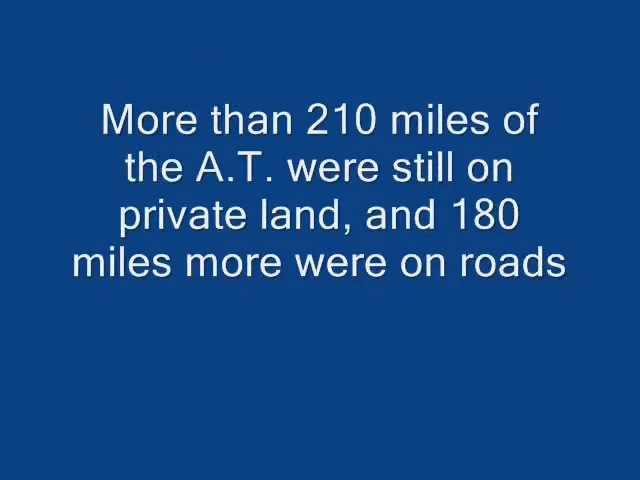 More than 210 miles of
the A.T. were still on
private land, and 180
miles more were on roads